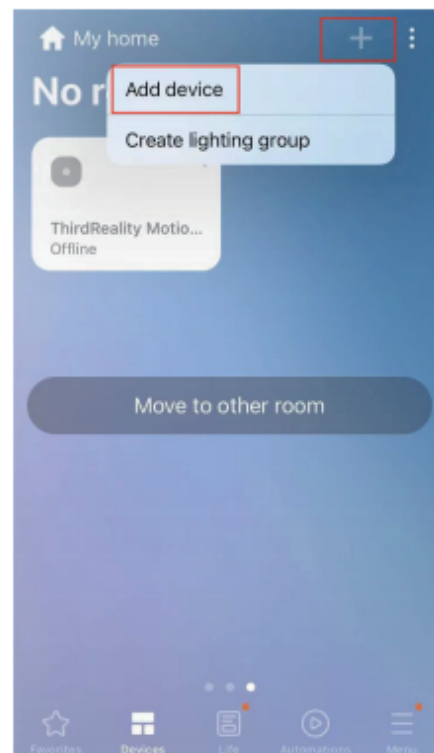 My home
No r
Add device
Create lighting group
ThirdReality Motio...
Offline
Move to other room
Favorites Devices Life Automations Menu